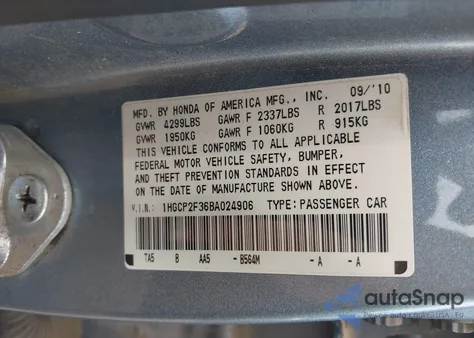 MFD. BY HONDA OF AMERICA MFG., INC. 09/'10
GVWR 4299LBS GAWR F 2337LBS R 2017LBS
GVWR 1950KG GAWR F 1060KG R 915KG
THIS VEHICLE CONFORMS TO ALL APPLICABLE
FEDERAL MOTOR VEHICLE SAFETY, BUMPER,
AND THEFT PREVENTION STANDARDS IN EFFECT
ON THE DATE OF MANUFACTURE SHOWN ABOVE.
V.I.N.: 1HGCP2F36BA024906 TYPE: PASSENGER CAR
TA5 B AA5 - B564M - A - A
autaSnap